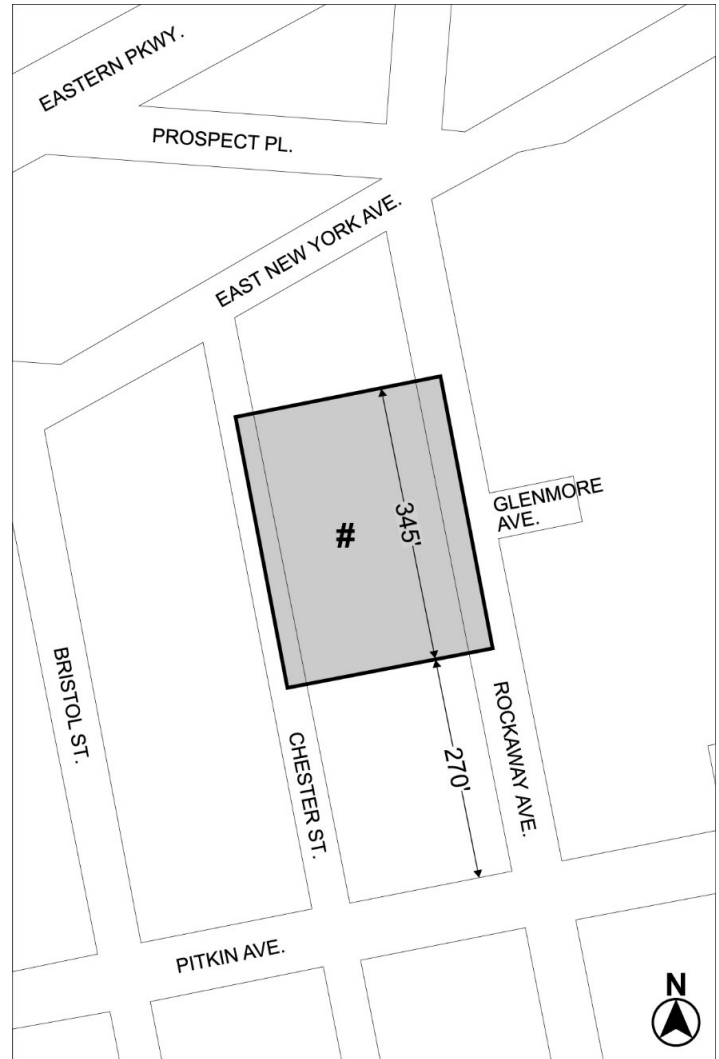 EASTERN PKWY.
PROSPECT PL.
EAST NEW YORK AVE.
GLENMORE
AVE.
345'
#
BRISTOL ST.
CHESTER ST.
ROCKAWAY AVE.
270'
PITKIN AVE.
N